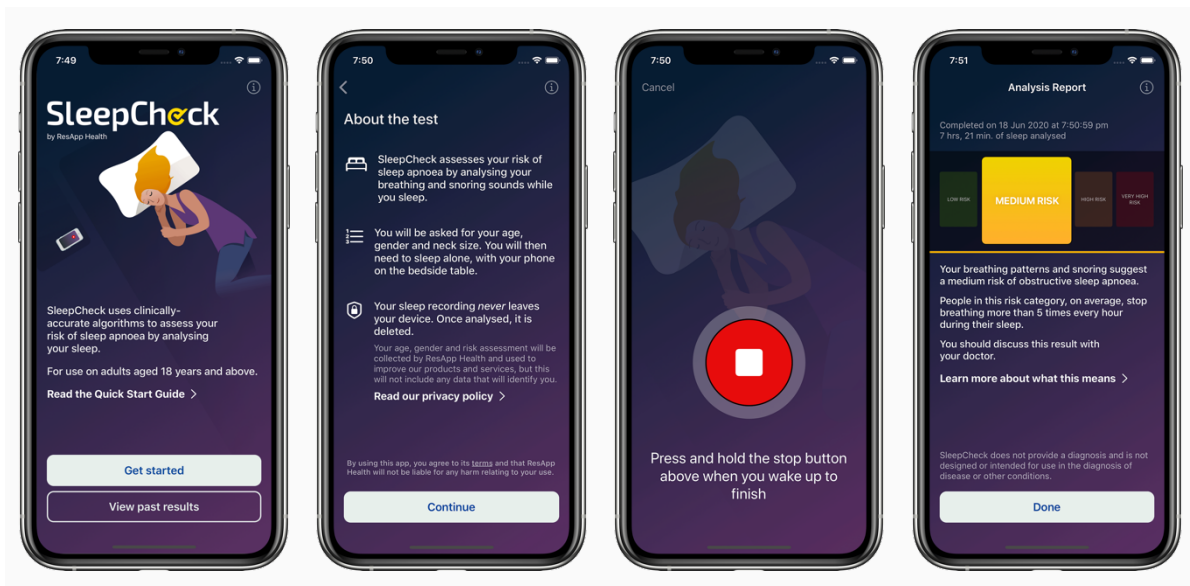 7:49
SleepCheck
by ResApp Health
SleepCheck uses clinically-
accurate algorithms to assess your
risk of sleep apnoea by analysing
your sleep.
For use on adults aged 18 years and above.
Read the Quick Start Guide >
Get started
View past results
7:50
About the test
SleepCheck assesses your risk of
sleep apnoea by analysing your
breathing and snoring sounds while
you sleep.
You will be asked for your age,
gender and neck size. You will then
need to sleep alone, with your phone
on the bedside table.
Your sleep recording never leaves
your device. Once analysed, it is
deleted.
Your age, gender and risk assessment will be
collected by ResApp Health and used to
improve our products and services, but this
will not include any data that will identify you.
Read our privacy policy >
By using this app, you agree to its terms and that ResApp
Health will not be liable for any harm relating to your use.
Continue
7:50
Cancel
Press and hold the stop button
above when you wake up to
finish
7:51
Analysis Report
Completed on 18 Jun 2020 at 7:50:59 pm
7 hrs, 21 min. of sleep analysed
LOW RISK
MEDIUM RISK
HIGH RISK
VERY HIGH
RISK
Your breathing patterns and snoring suggest
a medium risk of obstructive sleep apnoea.
People in this risk category, on average, stop
breathing more than 5 times every hour
during their sleep.
You should discuss this result with
your doctor.
Learn more about what this means >
SleepCheck does not provide a diagnosis and is not
designed or intended for use in the diagnosis of
disease or other conditions.
Done